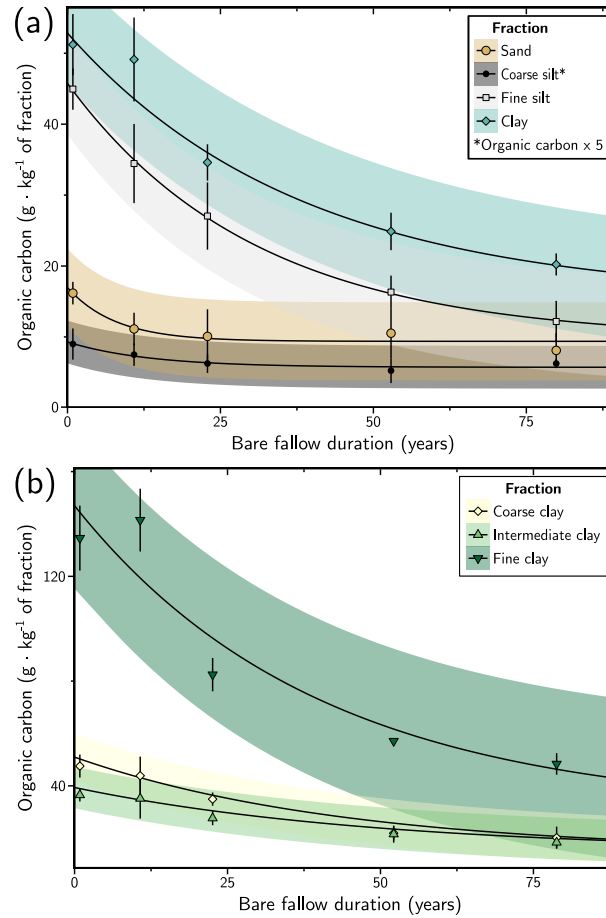 (a)
Fraction
Sand
Coarse silt*
Fine silt
Clay
*Organic carbon x 5
Organic carbon (g · kg⁻¹ of fraction)
40
20
0
0
25
50
75
Bare fallow duration (years)
(b)
Fraction
Coarse clay
Intermediate clay
Fine clay
Organic carbon (g · kg⁻¹ of fraction)
120
40
0
25
50
75
Bare fallow duration (years)